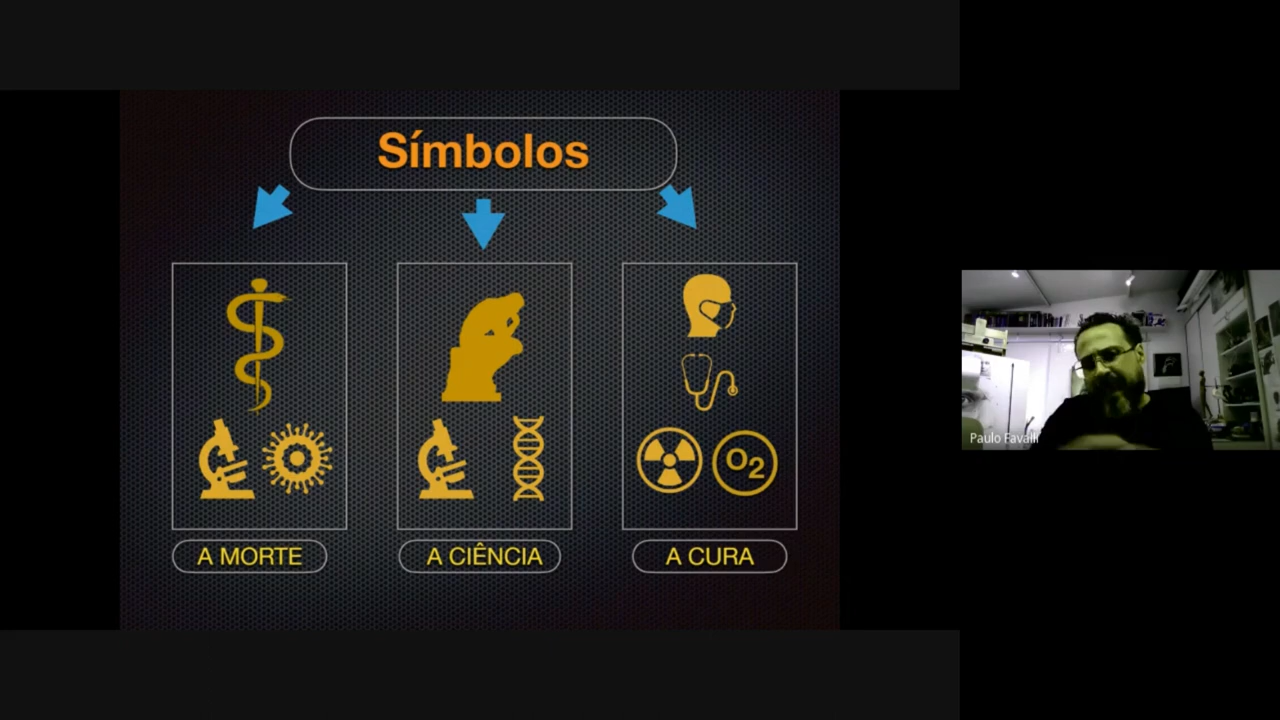 Símbolos
O2
A MORTE
A CIÊNCIA
A CURA
Paulo Favalli